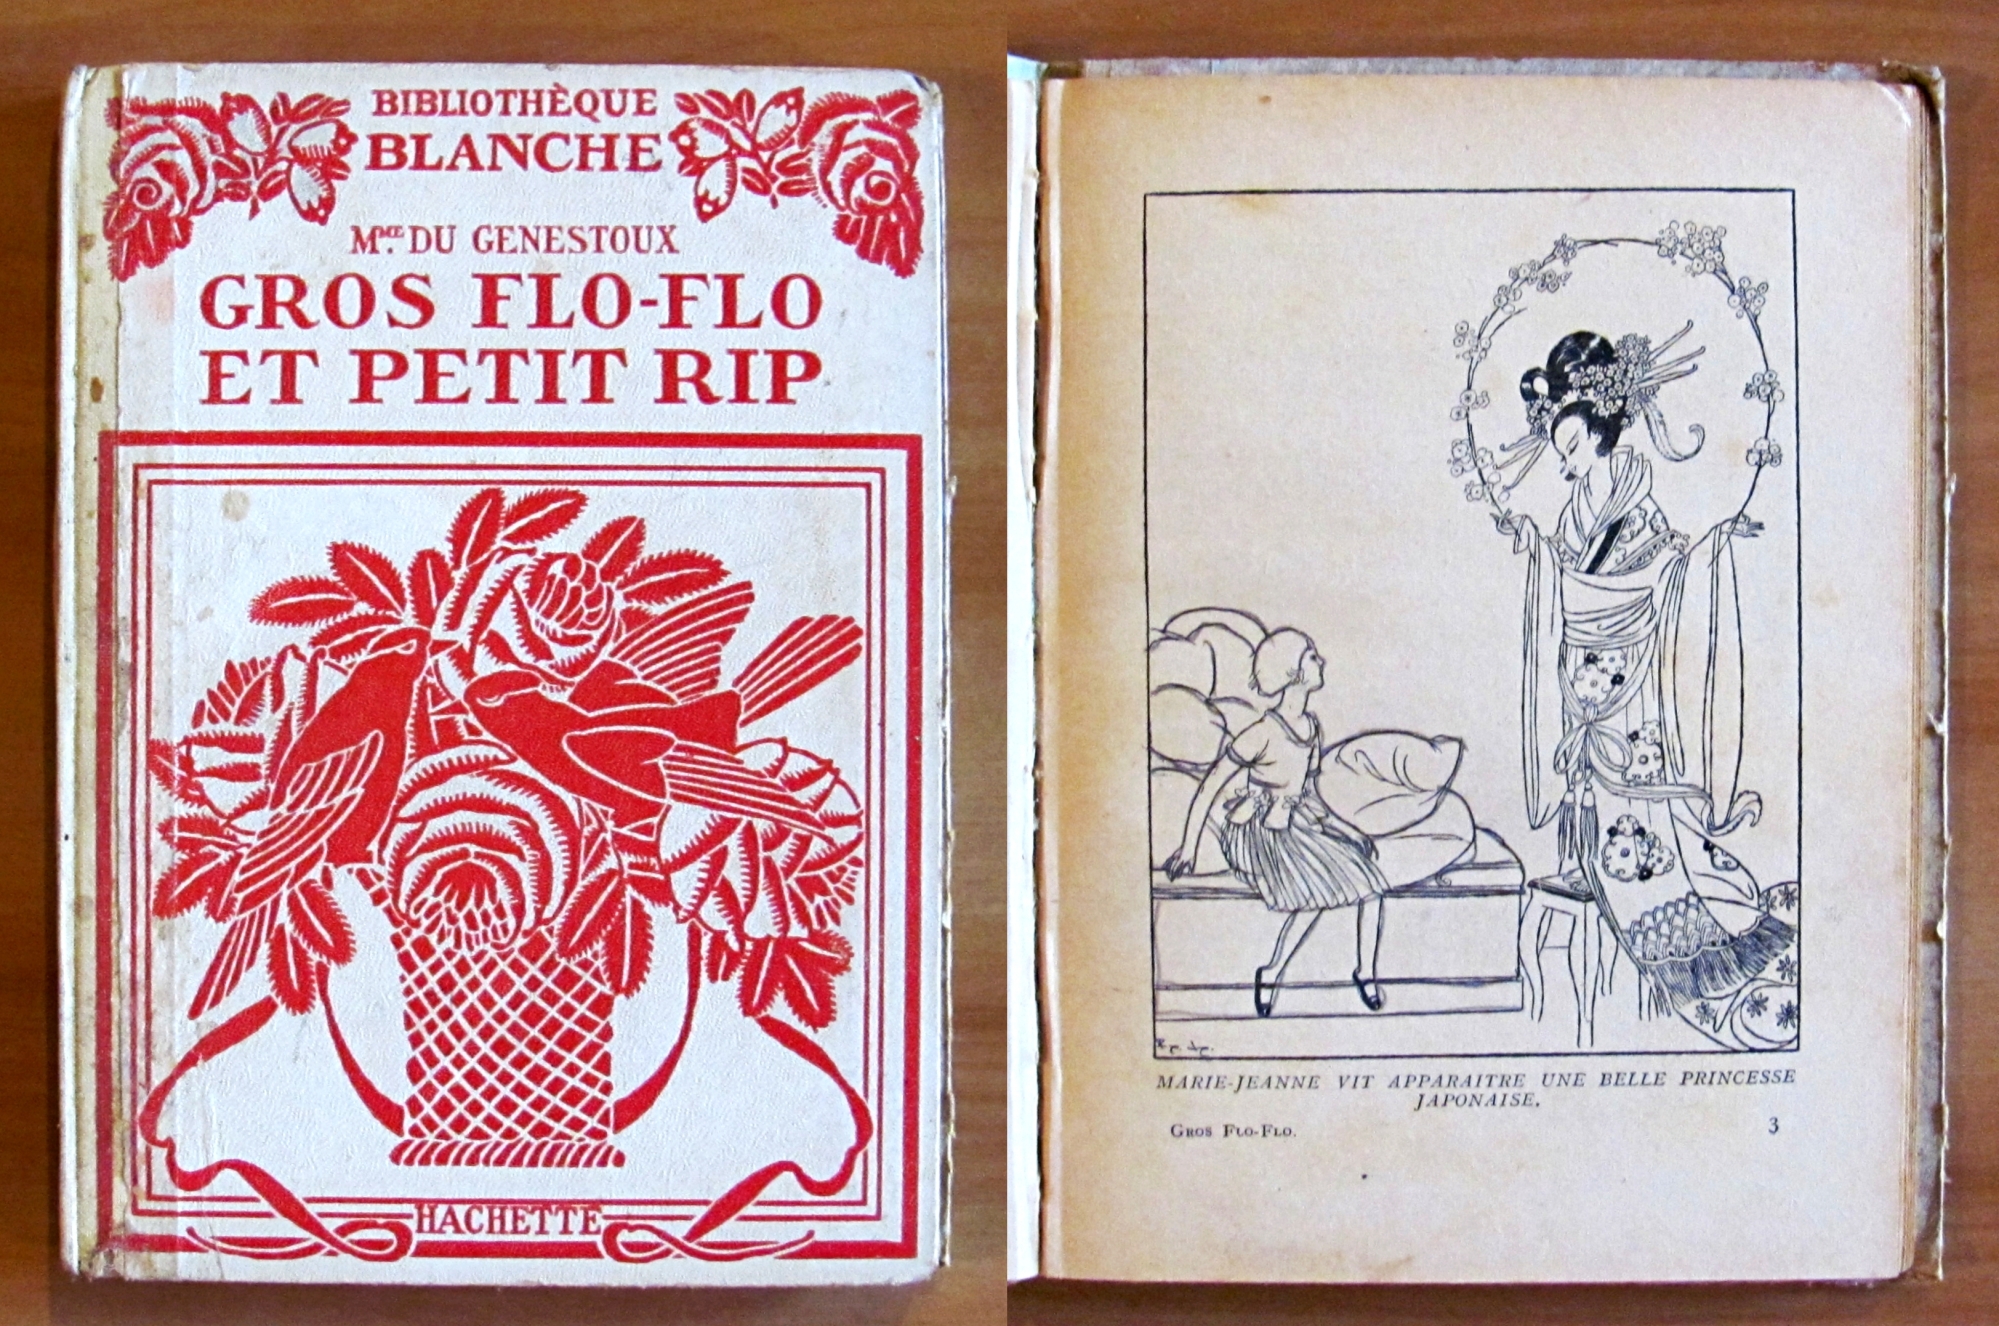 BIBLIOTHÈQUE
BLANCHE
MME. DU GENESTOUX
GROS FLO-FLO
ET PETIT RIP
HACHETTE
MARIE-JEANNE VIT APPARAITRE UNE BELLE PRINCESSE
JAPONAISE.
GROS FLO-FLO.
3